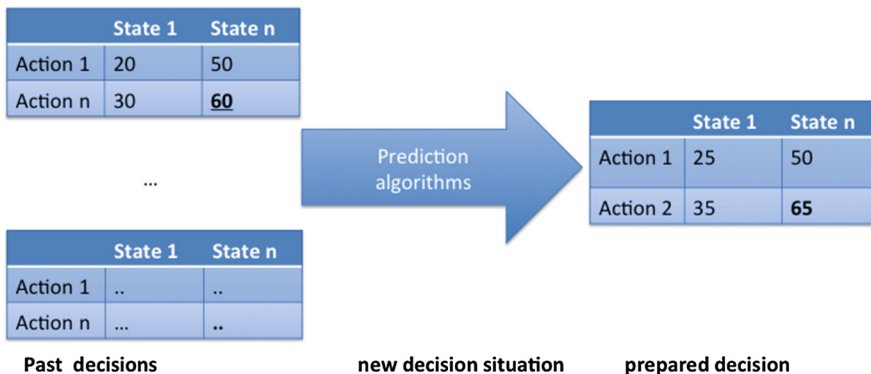 State 1 State n
Action 1 20 50
Action n 30 60
...
State 1 State n
Action 1 .. ..
Action n ... ..
Past decisions
Prediction
algorithms
new decision situation
State 1 State n
Action 1 25 50
Action 2 35 65
prepared decision